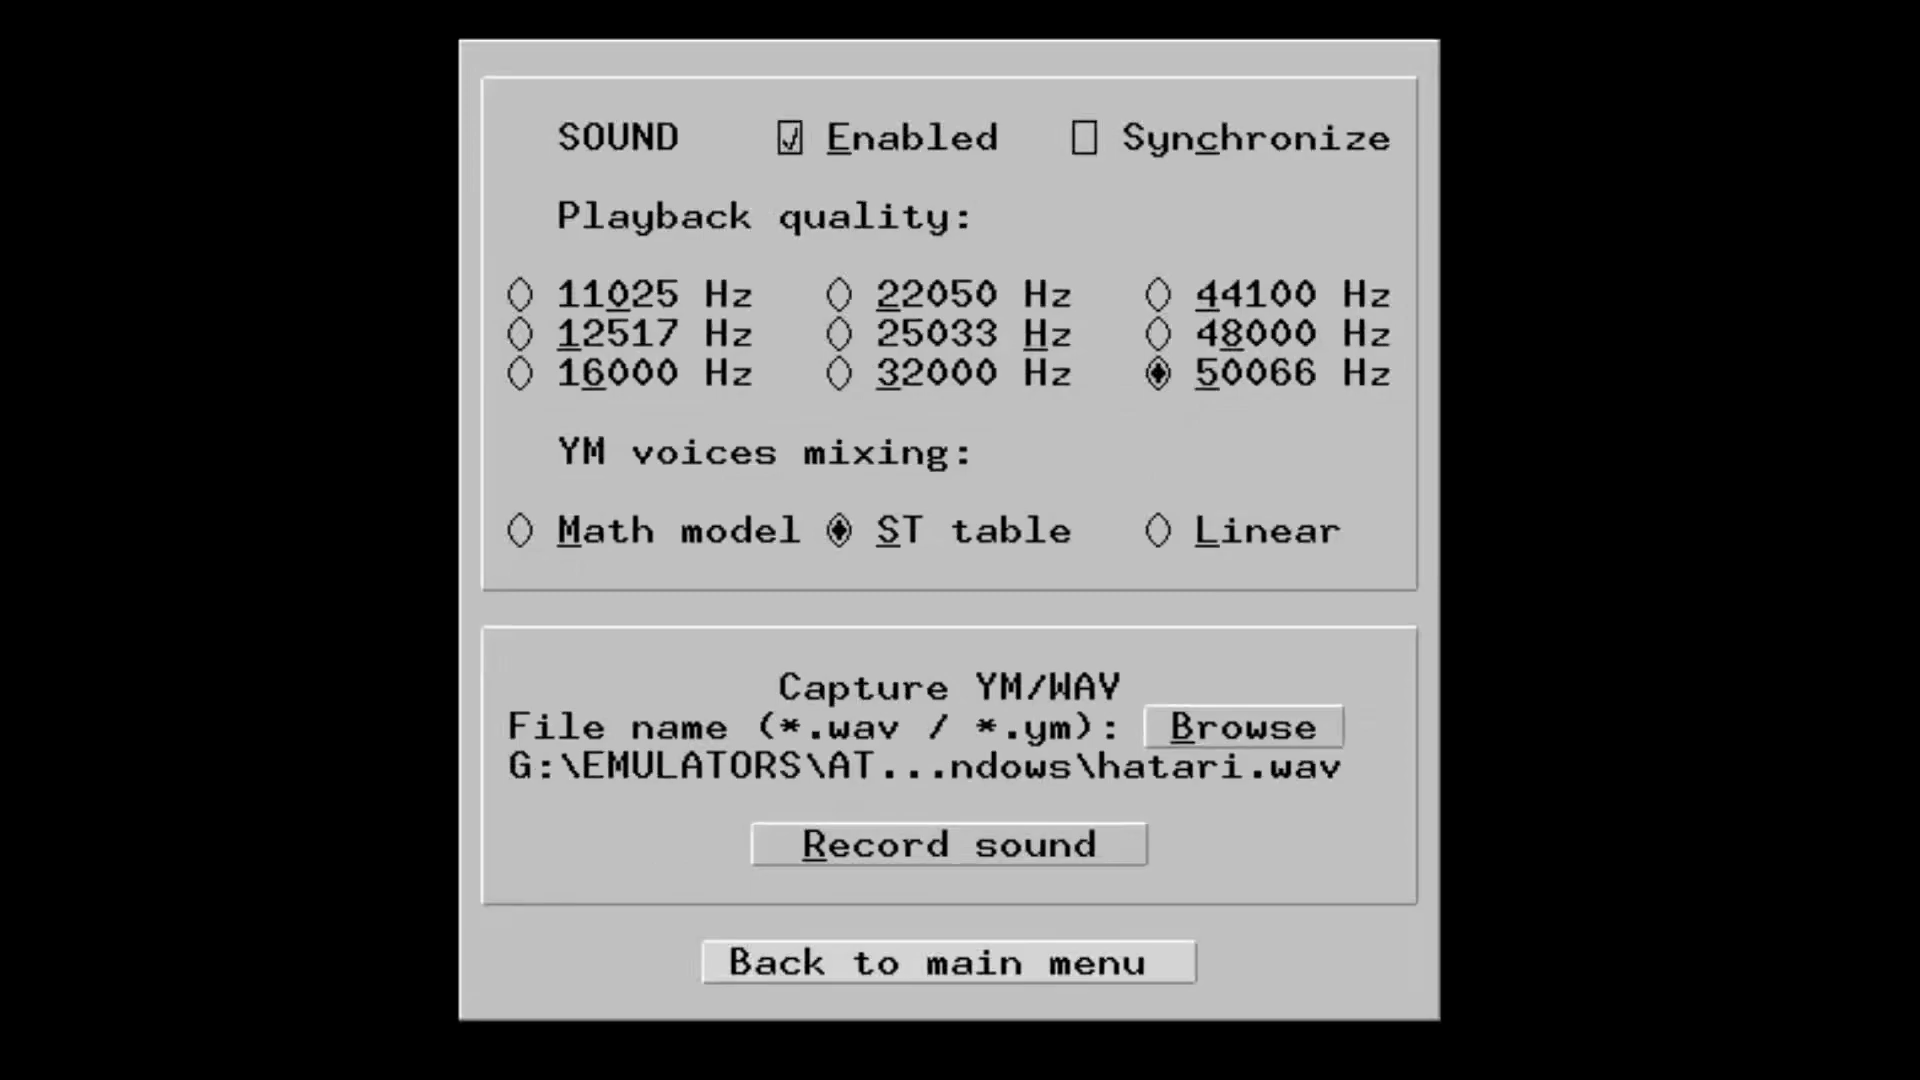 SOUND Enabled Synchronize
Playback quality:
11025 Hz 22050 Hz 44100 Hz
12517 Hz 25033 Hz 48000 Hz
16000 Hz 32000 Hz 50066 Hz
YM voices mixing:
Math model ST table Linear
Capture YM/WAV
File name (*.wav / *.ym): Browse
G:\EMULATORS\AT...ndows\hatari.wav
Record sound
Back to main menu